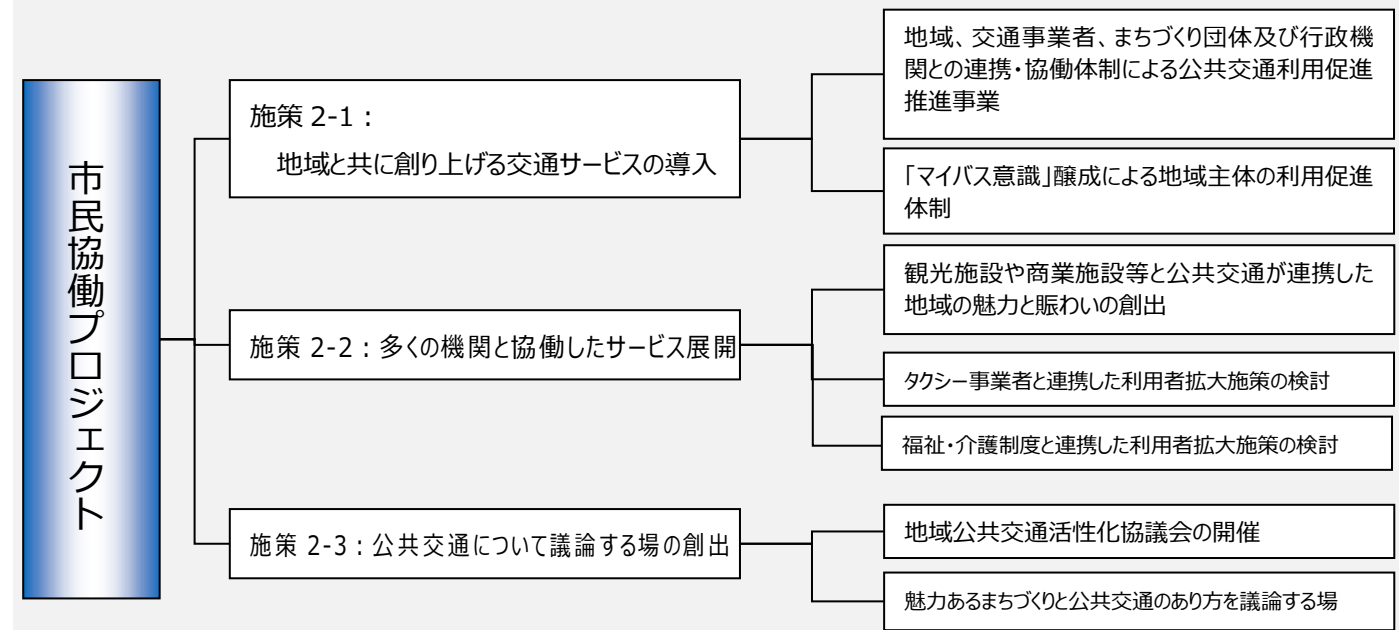 市民協働プロジェクト
施策 2-1：
地域と共に創り上げる交通サービスの導入
地域、交通事業者、まちづくり団体及び行政機
関との連携・協働体制による公共交通利用促進
推進事業
「マイバス意識」醸成による地域主体の利用促進
体制
施策 2-2：多くの機関と協働したサービス展開
観光施設や商業施設等と公共交通が連携した
地域の魅力と賑わいの創出
タクシー事業者と連携した利用者拡大施策の検討
福祉・介護制度と連携した利用者拡大施策の検討
施策 2-3：公共交通について議論する場の創出
地域公共交通活性化協議会の開催
魅力あるまちづくりと公共交通のあり方を議論する場